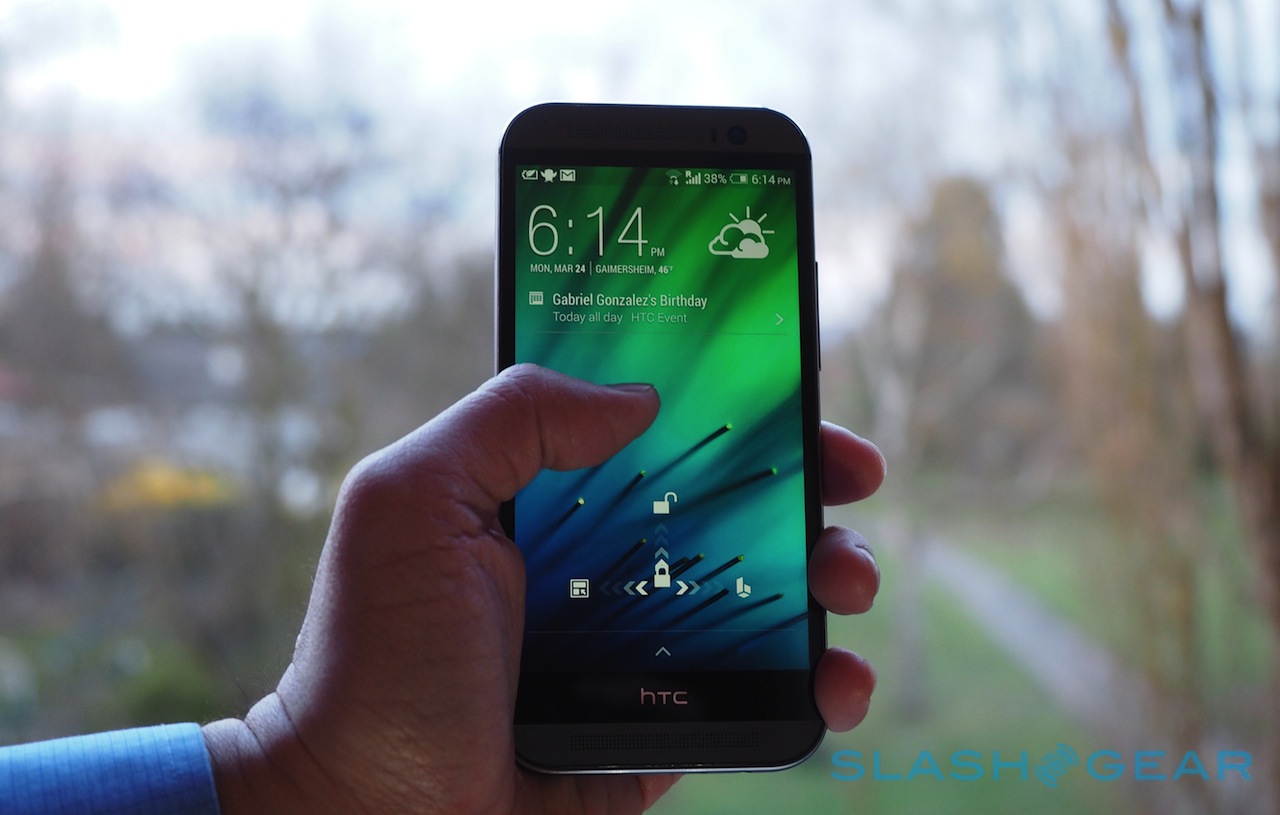 38% 6:14 PM
6:14 PM
MON, MAR 24 | GAIMERSHEIM, 46°F
Gabriel Gonzalez's Birthday
Today all day HTC Event
hTC
SLASHGEAR